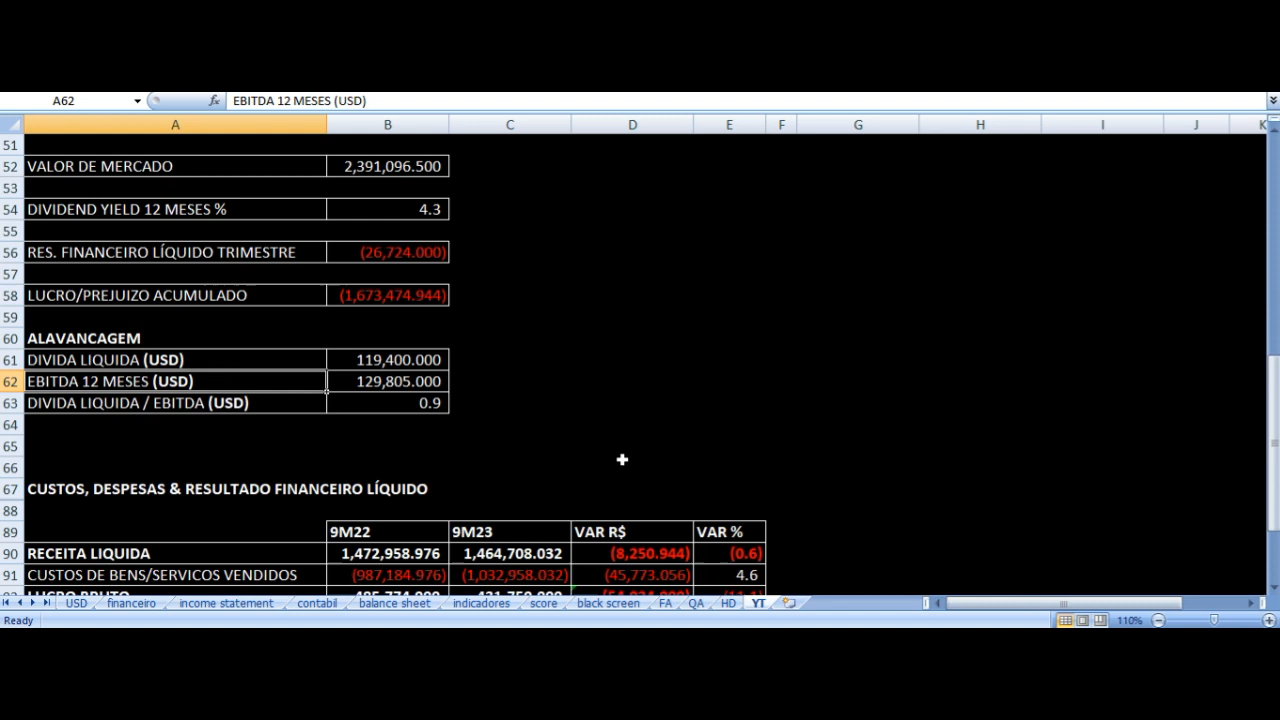 A62 EBITDA 12 MESES (USD)
A B C D E F G H I J K
51
52 VALOR DE MERCADO 2,391,096.500
53
54 DIVIDEND YIELD 12 MESES % 4.3
55
56 RES. FINANCEIRO LÍQUIDO TRIMESTRE (26,724.000)
57
58 LUCRO/PREJUIZO ACUMULADO (1,673,474.944)
59
60 ALAVANCAGEM
61 DIVIDA LIQUIDA (USD) 119,400.000
62 EBITDA 12 MESES (USD) 129,805.000
63 DIVIDA LIQUIDA / EBITDA (USD) 0.9
64
65
66
67 CUSTOS, DESPESAS & RESULTADO FINANCEIRO LÍQUIDO
88
89 9M22 9M23 VAR R$ VAR %
90 RECEITA LIQUIDA 1,472,958.976 1,464,708.032 (8,250.944) (0.6)
91 CUSTOS DE BENS/SERVICOS VENDIDOS (987,184.976) (1,032,958.032) (45,773.056) 4.6
USD financeiro income statement contabil balance sheet indicadores score black screen FA QA HD YT
Ready 110%